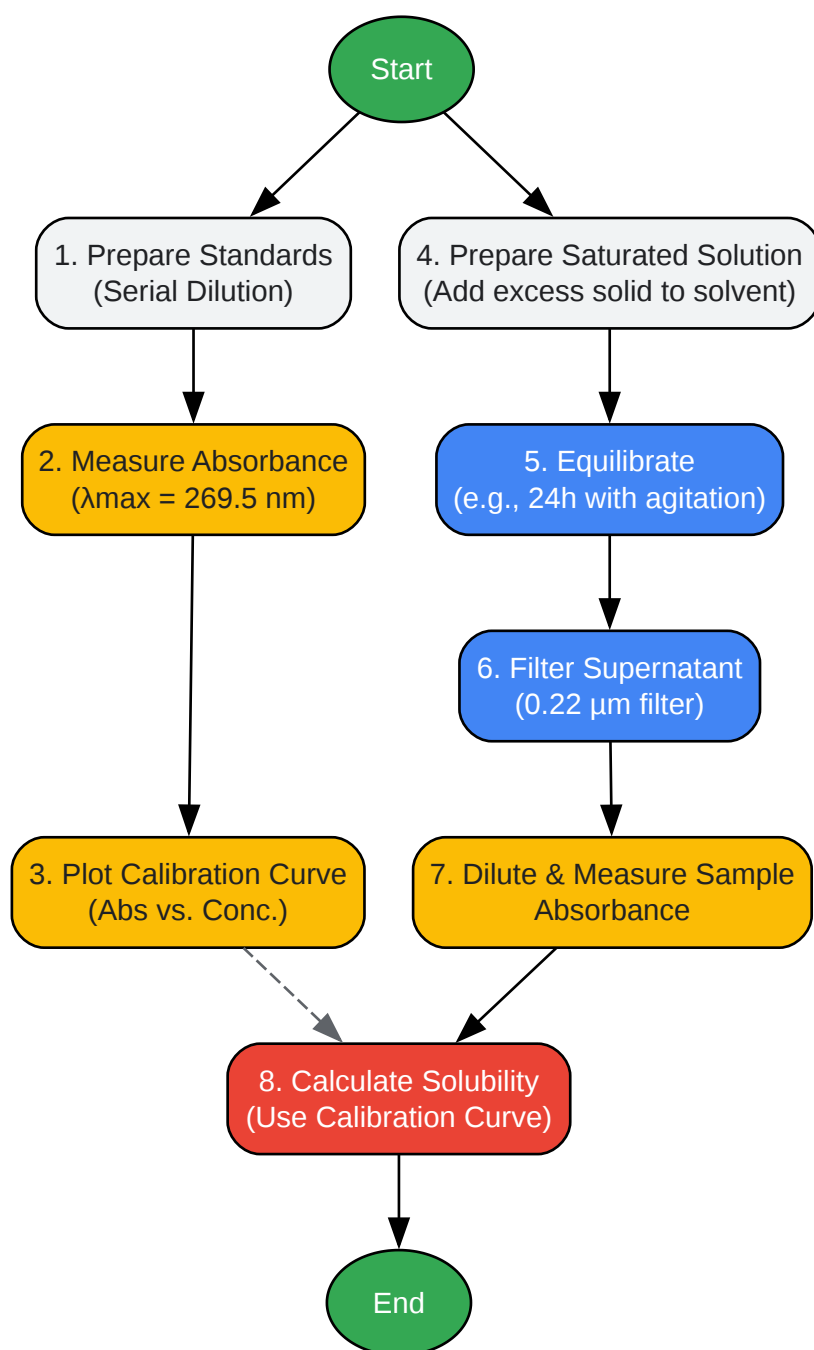 Start
1. Prepare Standards
(Serial Dilution)
4. Prepare Saturated Solution
(Add excess solid to solvent)
2. Measure Absorbance
(λmax = 269.5 nm)
5. Equilibrate
(e.g., 24h with agitation)
6. Filter Supernatant
(0.22 µm filter)
3. Plot Calibration Curve
(Abs vs. Conc.)
7. Dilute & Measure Sample
Absorbance
8. Calculate Solubility
(Use Calibration Curve)
End